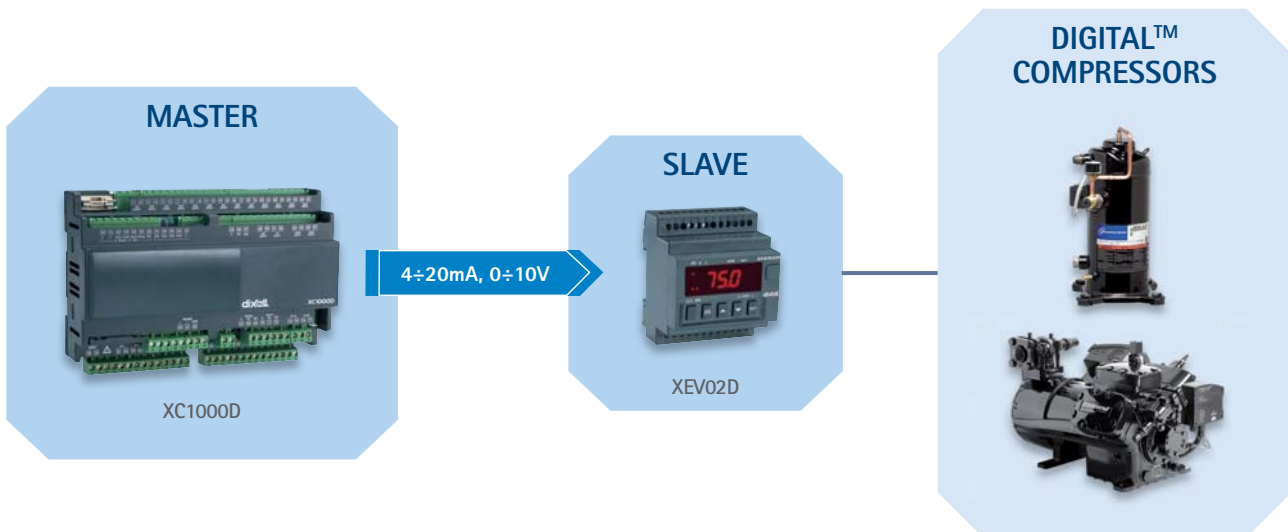 MASTER
dixell
XC1000D
XC1000D
4÷20mA, 0÷10V
SLAVE
75.0
dixell
XEV02D
DIGITAL™
COMPRESSORS